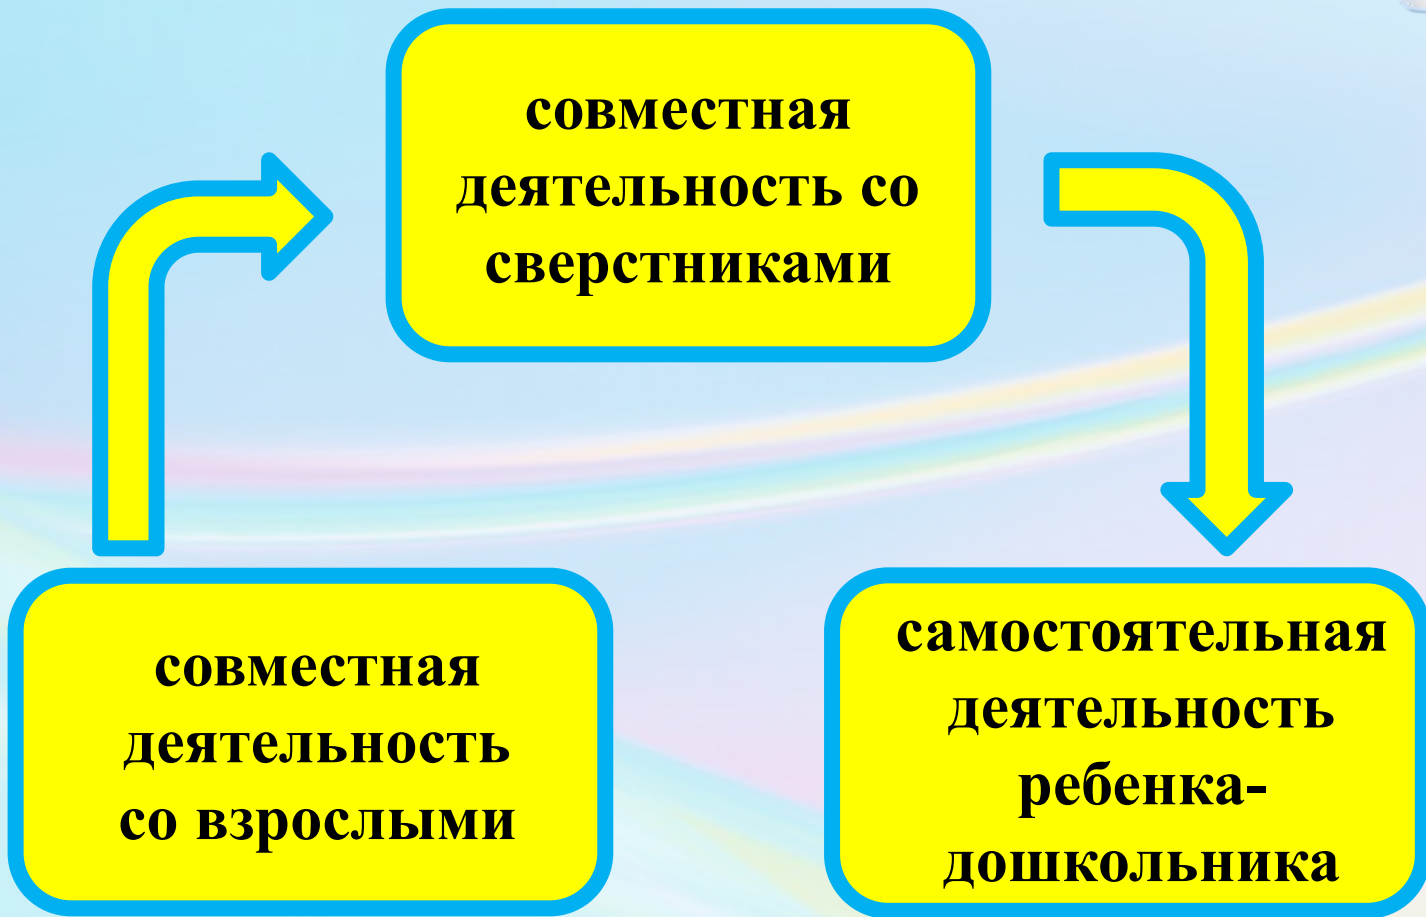 совместная
деятельность со
сверстниками
совместная
деятельность
со взрослыми
самостоятельная
деятельность
ребенка-
дошкольника